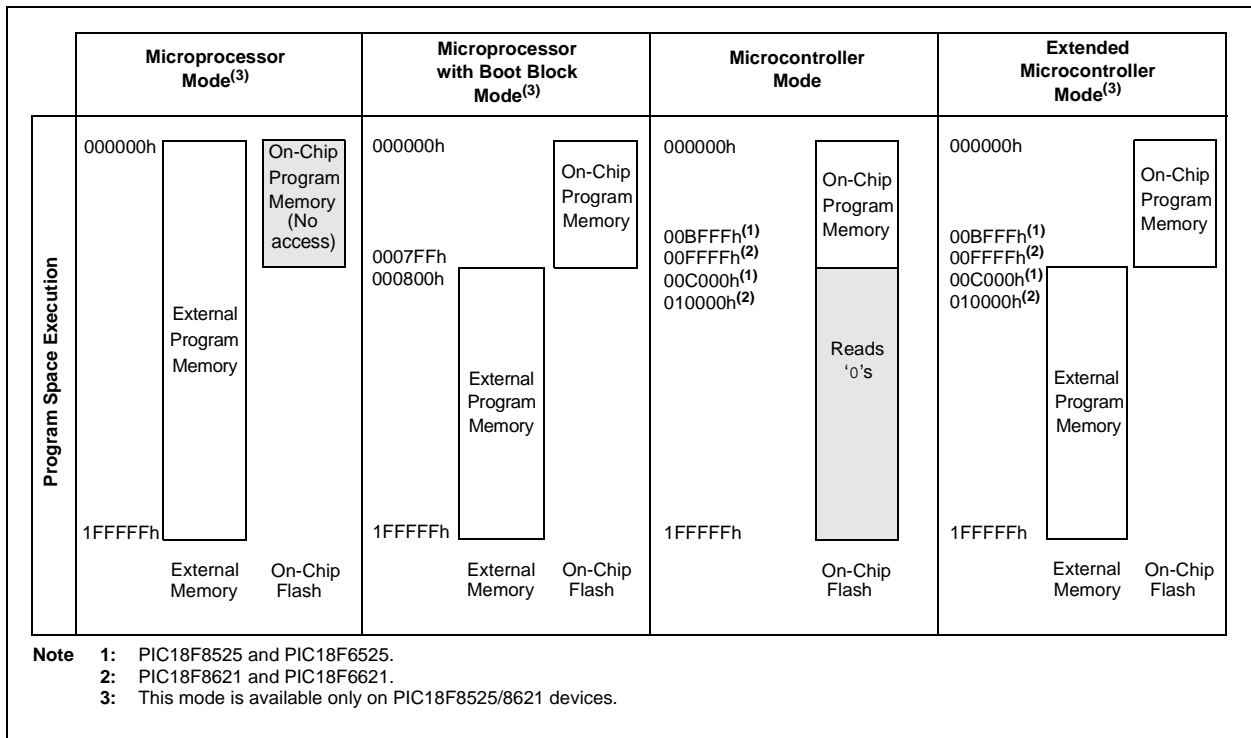 Microprocessor
Mode(3)
Microprocessor
with Boot Block
Mode(3)
Microcontroller
Mode
Extended
Microcontroller
Mode(3)
Program Space Execution
000000h
External
Program
Memory
1FFFFFh
On-Chip
Program
Memory
(No
access)
External
Memory
On-Chip
Flash
000000h
On-Chip
Program
Memory
0007FFh
000800h
External
Program
Memory
1FFFFFh
External
Memory
On-Chip
Flash
000000h
On-Chip
Program
Memory
00BFFFh(1)
00FFFFh(2)
00C000h(1)
010000h(2)
Reads
‘0’s
1FFFFFh
On-Chip
Flash
000000h
On-Chip
Program
Memory
00BFFFh(1)
00FFFFh(2)
00C000h(1)
010000h(2)
External
Program
Memory
1FFFFFh
External
Memory
On-Chip
Flash
Note 1: PIC18F8525 and PIC18F6525.
2: PIC18F8621 and PIC18F6621.
3: This mode is available only on PIC18F8525/8621 devices.